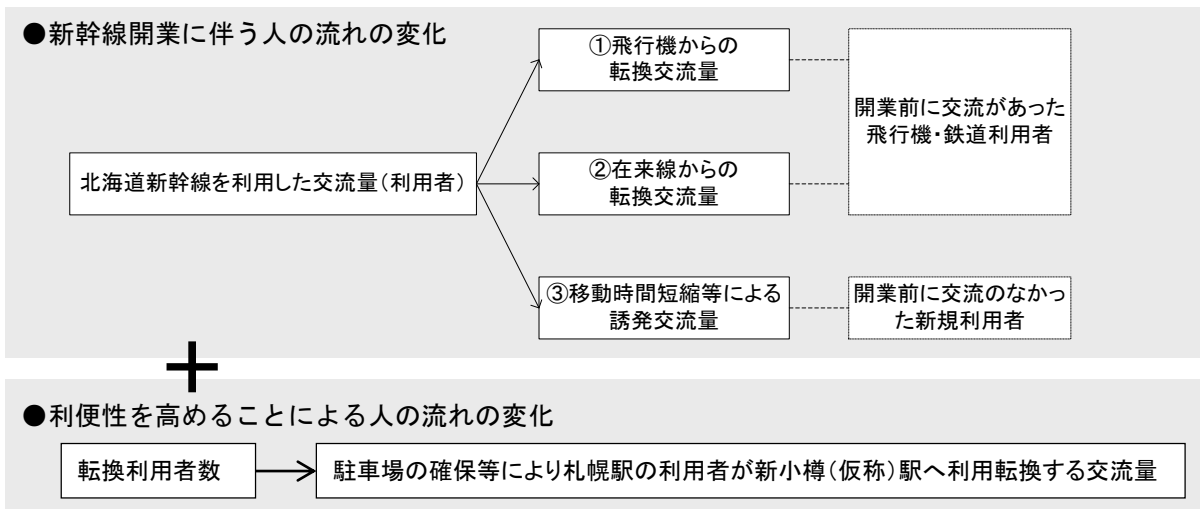 ●新幹線開業に伴う人の流れの変化
①飛行機からの
転換交流量
開業前に交流があった
飛行機・鉄道利用者
北海道新幹線を利用した交流量(利用者)
②在来線からの
転換交流量
③移動時間短縮等による
誘発交流量
開業前に交流のなかっ
た新規利用者
+
●利便性を高めることによる人の流れの変化
転換利用者数
駐車場の確保等により札幌駅の利用者が新小樽(仮称)駅へ利用転換する交流量